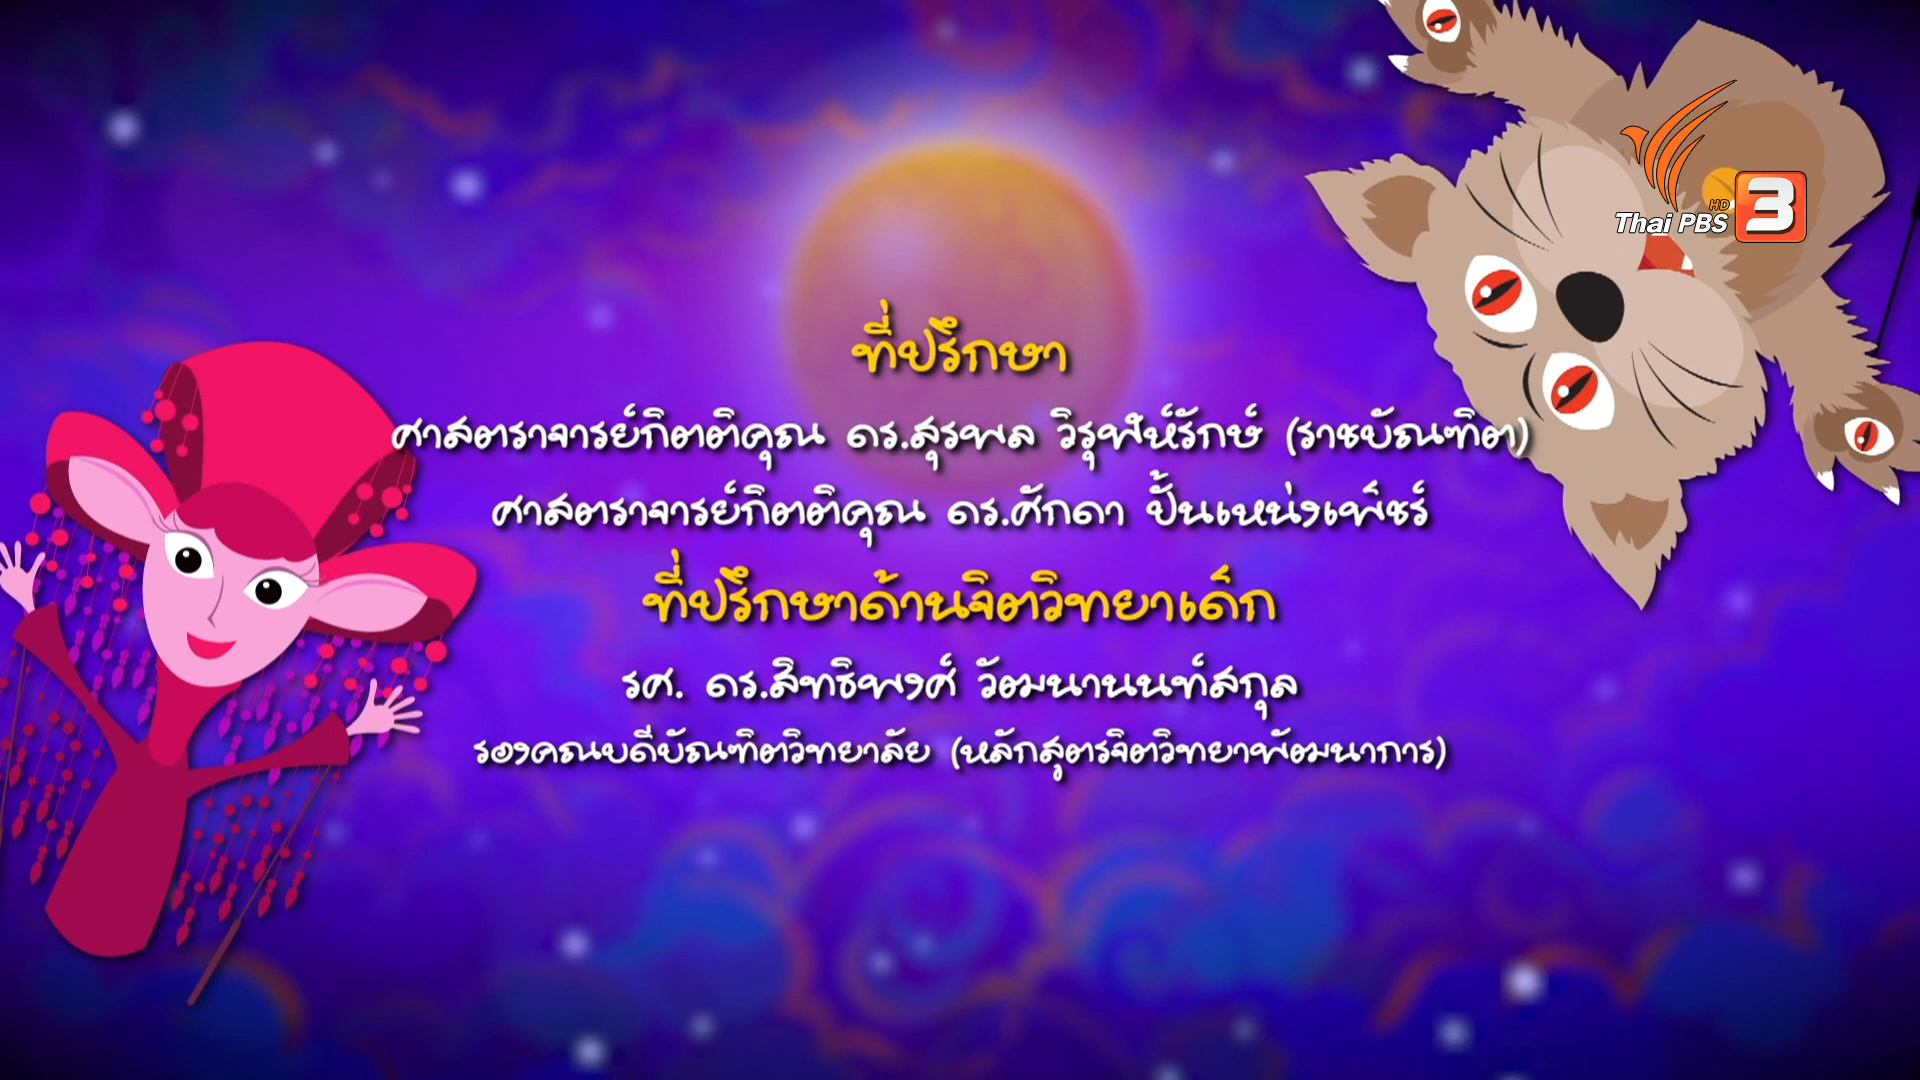 Thai PBS HD 3
ที่ปรึกษา
ศาสตราจารย์กิตติคุณ ดร.สุรพล วิรุฬห์รักษ์ (ราชบัณฑิต)
ศาสตราจารย์กิตติคุณ ดร.ศักดา ปั้นเหน่งเพ็ชร์
ที่ปรึกษาด้านจิตวิทยาเด็ก
รศ. ดร.สิทธิพงศ์ วัฒนานนท์สกุล
รองคณบดีบัณฑิตวิทยาลัย (หลักสูตรจิตวิทยาพัฒนาการ)